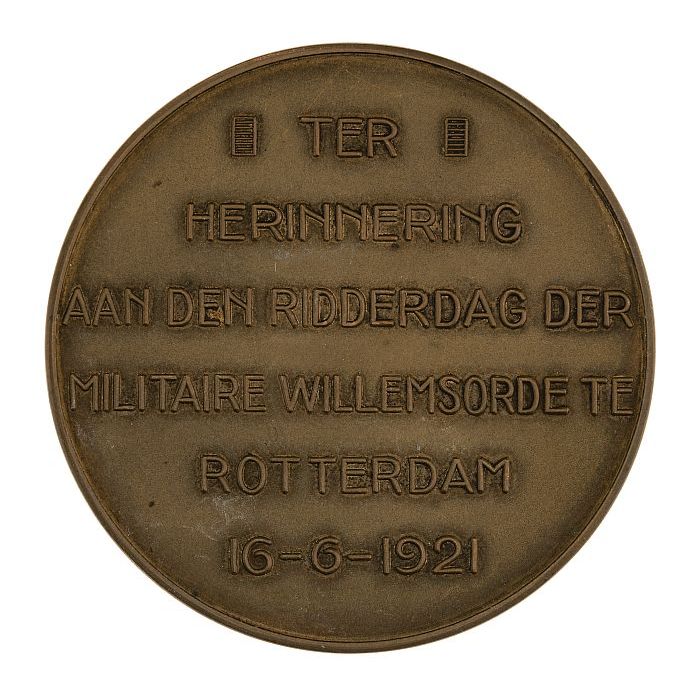 TER
HERINNERING
AAN DEN RIDDERDAG DER
MILITAIRE WILLEMSORDE TE
ROTTERDAM
16-6-1921